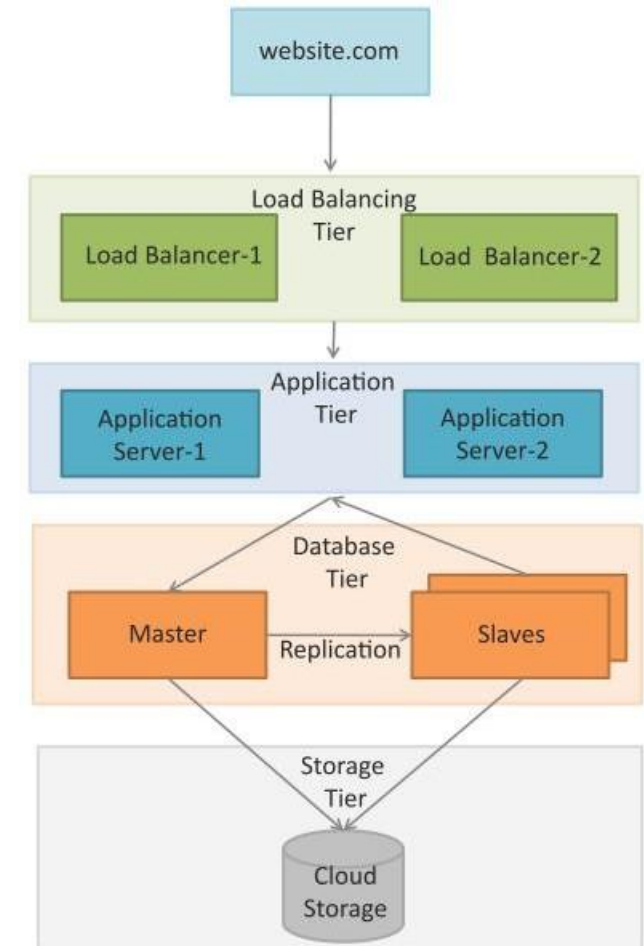 website.com
Load Balancing
Tier
Load Balancer-1
Load Balancer-2
Application
Tier
Application
Server-1
Application
Server-2
Database
Tier
Master
Replication
Slaves
Storage
Tier
Cloud
Storage